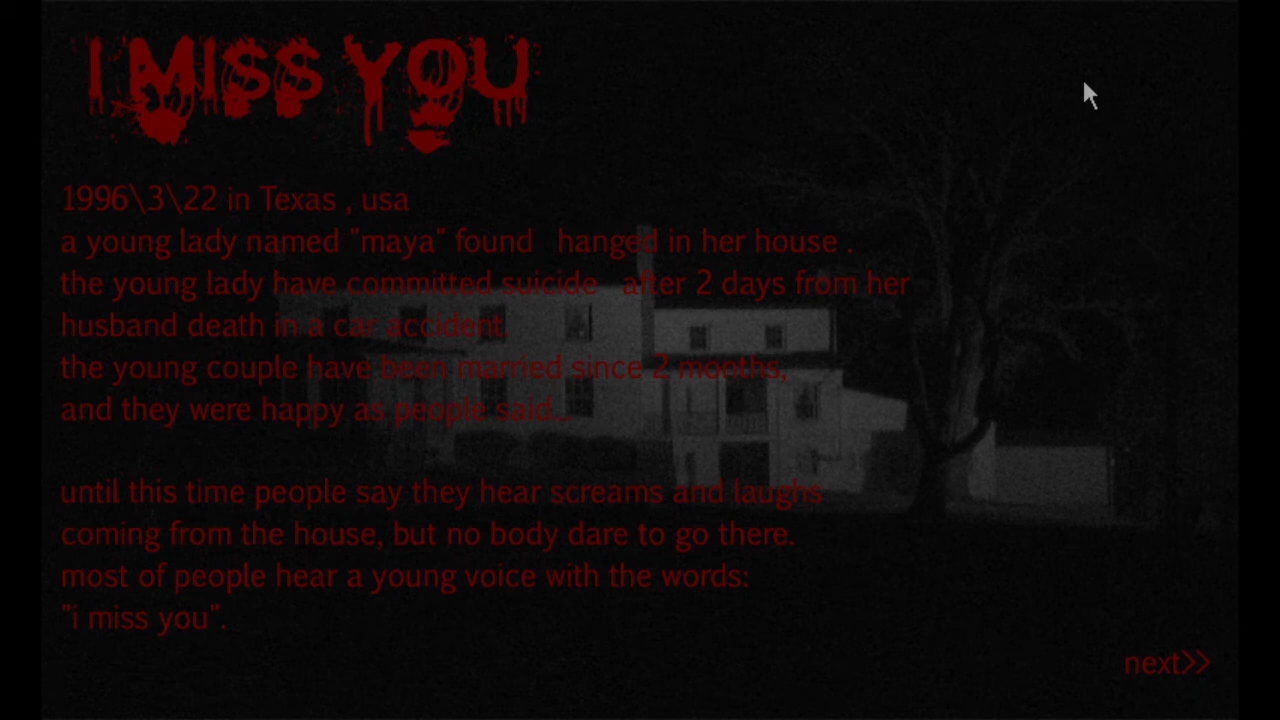 I MISS YOU
1996\3\22 in Texas , usa
a young lady named "maya" found hanged in her house .
the young lady have committed suicide after 2 days from her
husband death in a car accident.
the young couple have been married since 2 months,
and they were happy as people said...
until this time people say they hear screams and laughs
coming from the house, but no body dare to go there.
most of people hear a young voice with the words:
"i miss you".
next>>